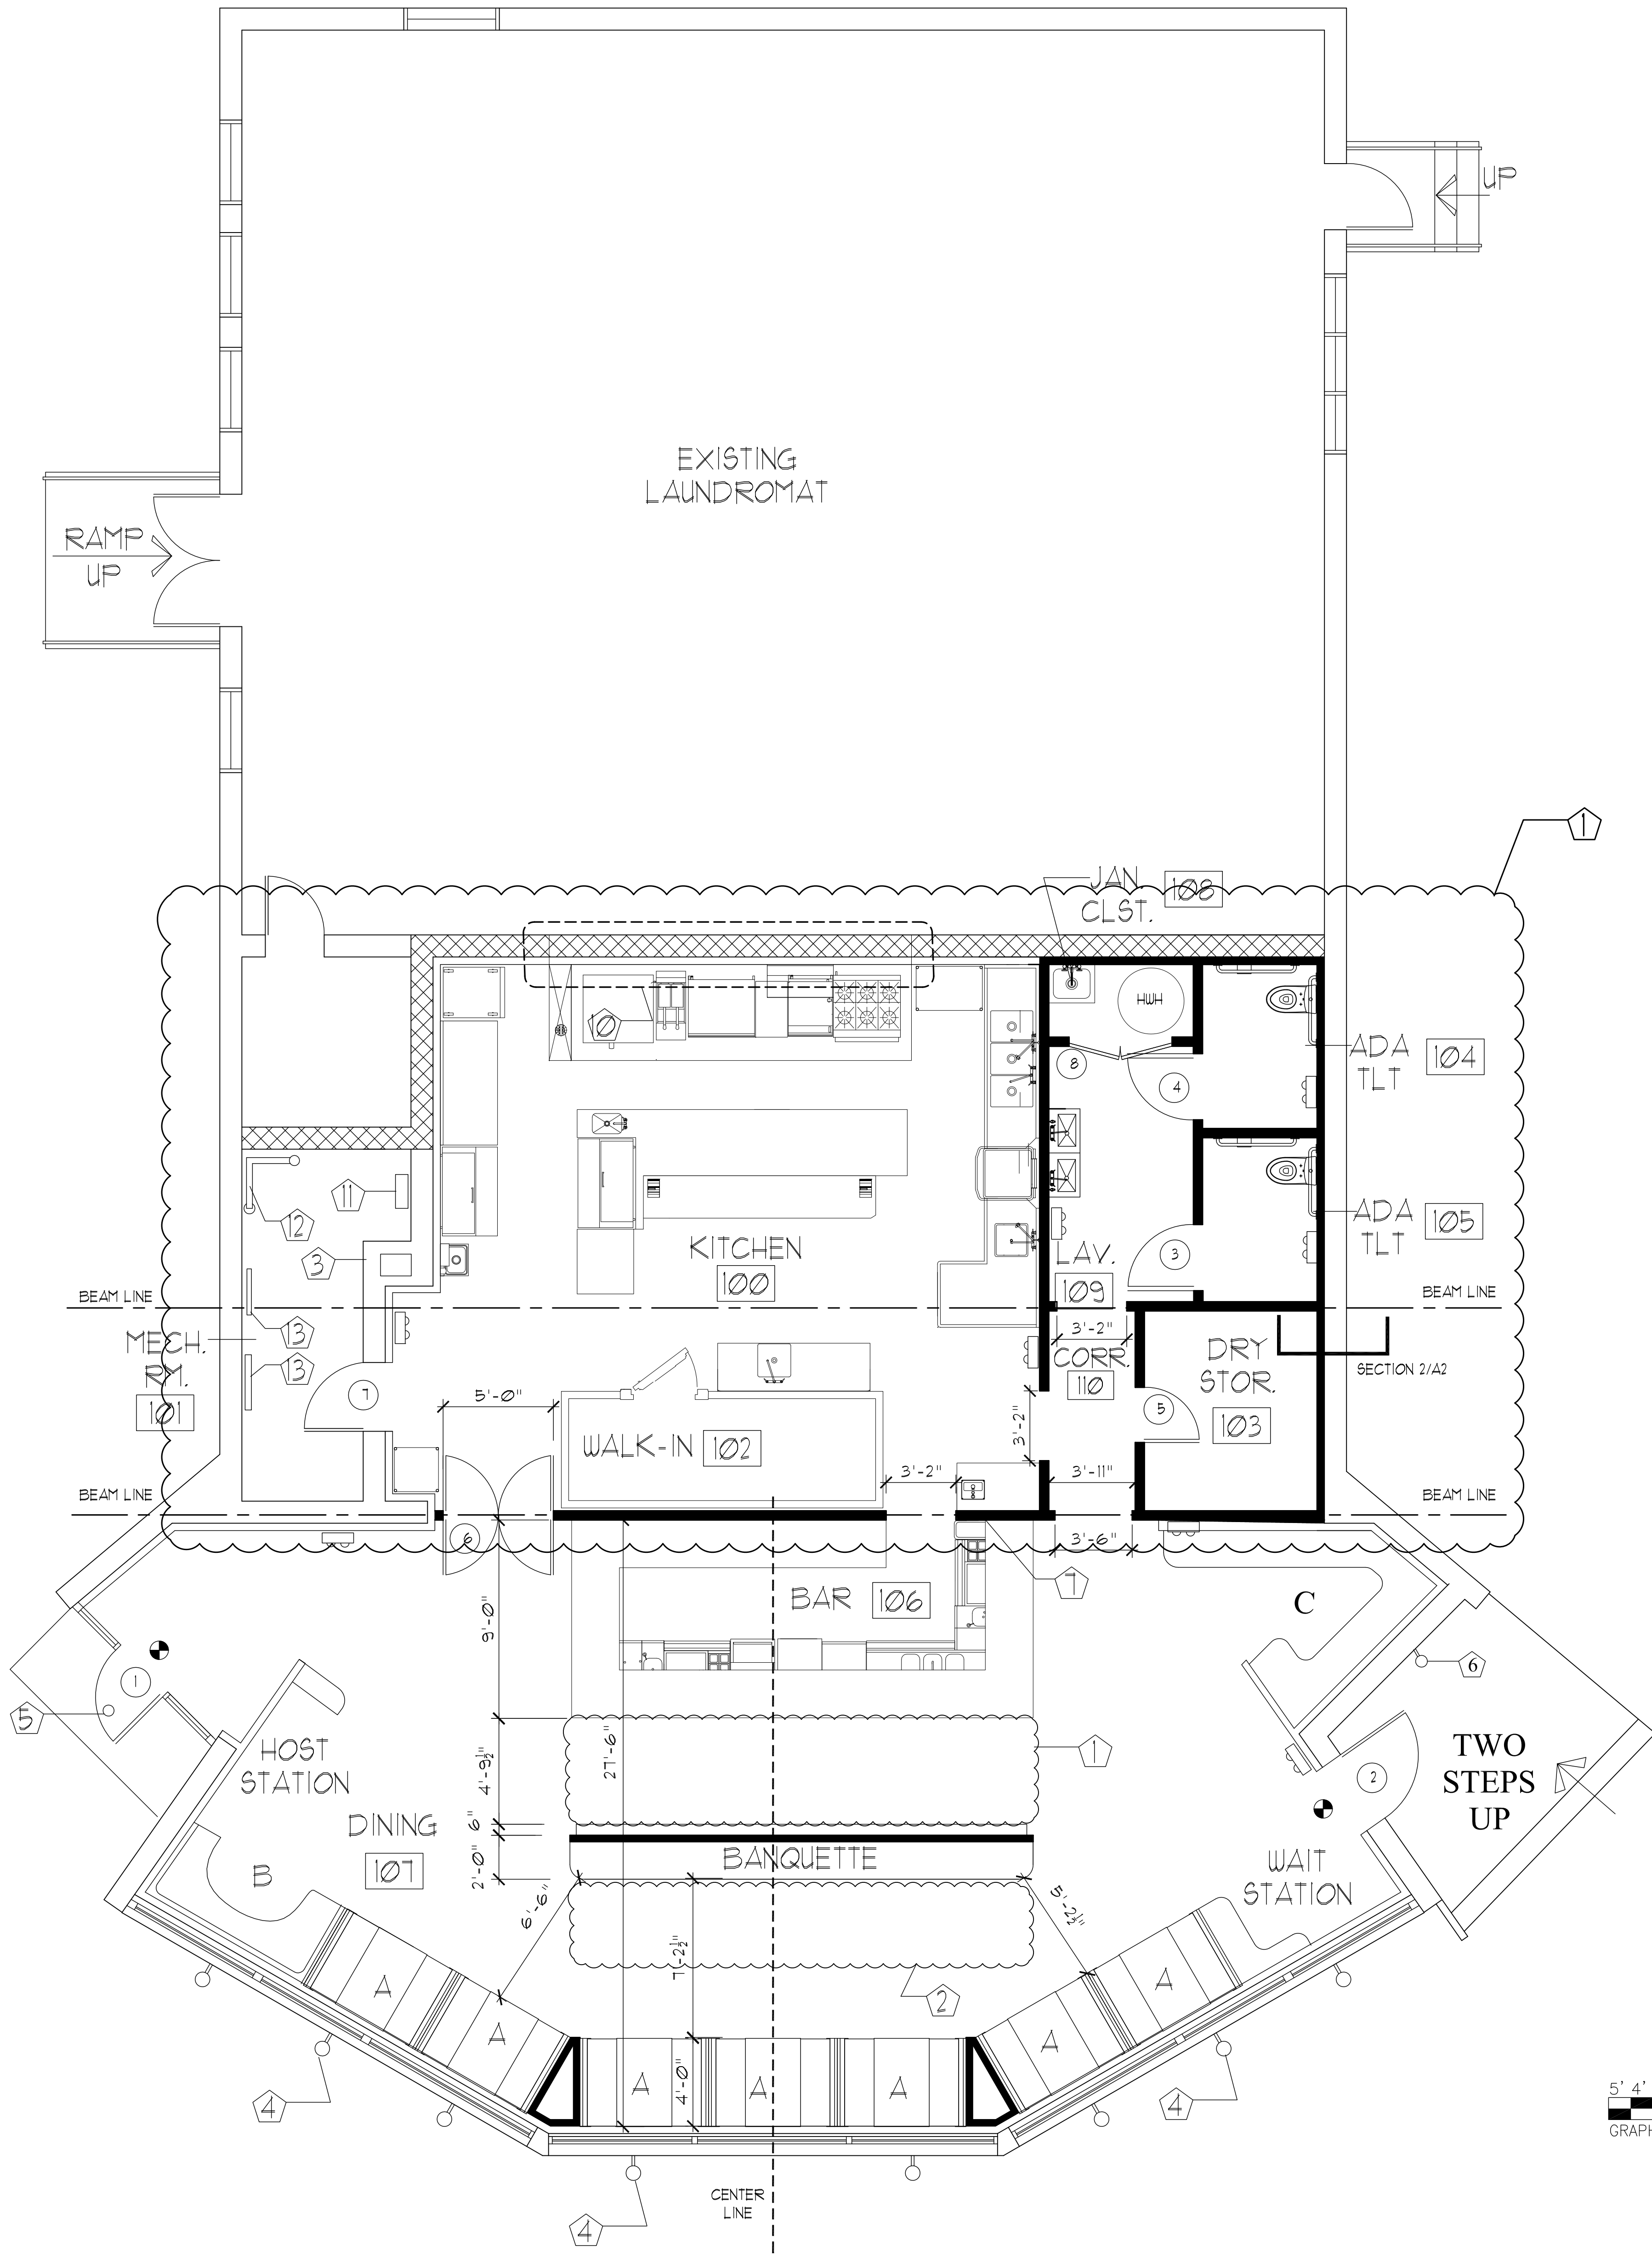 UP
EXISTING
LAUNDROMAT
RAMP
UP
1
JAN.
CLST.
108
10
HWH
8
4
ADA
TLT
104
11
12
3
ADA
TLT
105
LAV.
109
3
KITCHEN
100
BEAM LINE
BEAM LINE
13
MECH.
RM.
101
13
7
3'-2"
CORR.
110
DRY
STOR.
103
SECTION 2/A2
5'-0"
3'-2"
5
WALK-IN 102
3'-2"
3'-11"
BEAM LINE
BEAM LINE
6
3'-6"
7
BAR 106
C
9'-0"
1
5
6
HOST
STATION
4'-9½"
27'-6"
1
2
TWO
STEPS
UP
DINING
107
6"
2'-0"
BANQUETTE
WAIT
STATION
B
6'-6"
5'-2½"
7'-2½"
2
A
A
A
A
A
A
A
4'-0"
4
4
4
CENTER
LINE
5' 4'
GRAPH